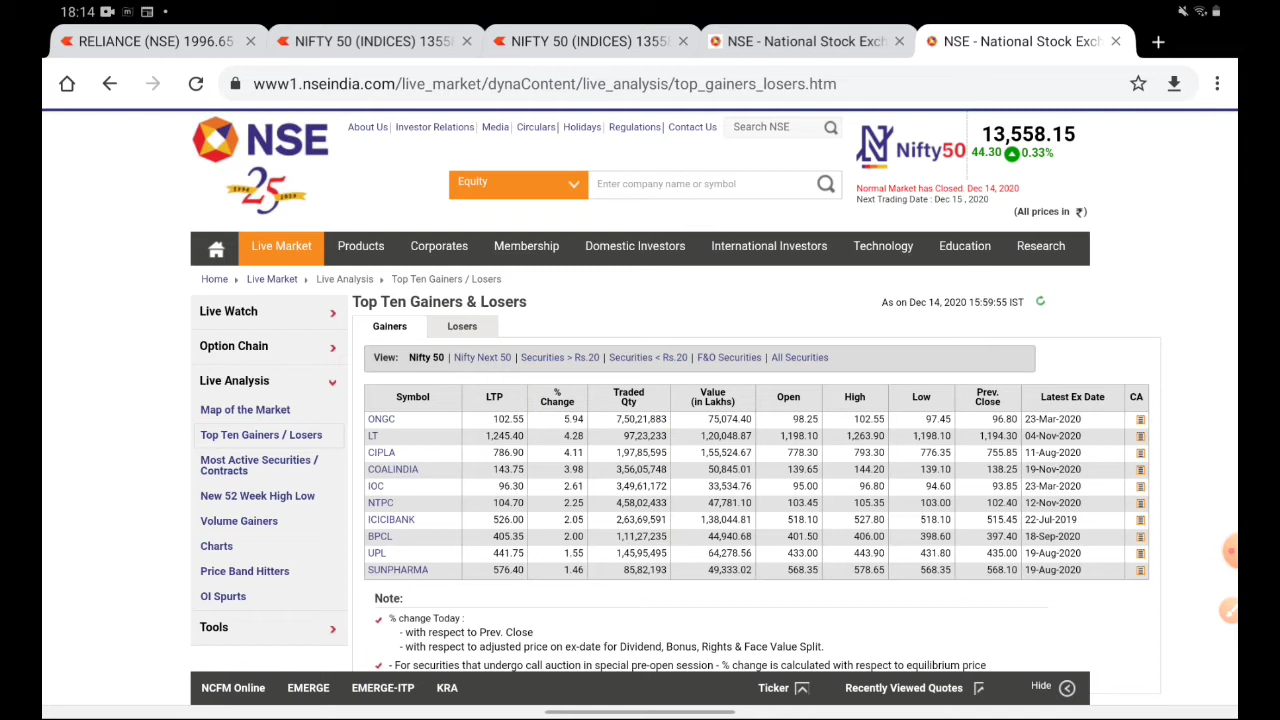 18:14
RELIANCE (NSE) 1996.65
NIFTY 50 (INDICES) 1355
NIFTY 50 (INDICES) 1355
NSE - National Stock Exch
NSE - National Stock Exch
www1.nseindia.com/live_market/dynaContent/live_analysis/top_gainers_losers.htm
NSE
1994 25 2019
About Us | Investor Relations | Media | Circulars | Holidays | Regulations | Contact Us
Search NSE
Equity
Enter company name or symbol
Nifty50
13,558.15
44.30 0.33%
Normal Market has Closed. Dec 14, 2020
Next Trading Date : Dec 15 , 2020
(All prices in ₹)
Live Market Products Corporates Membership Domestic Investors International Investors Technology Education Research
Home Live Market Live Analysis Top Ten Gainers / Losers
Live Watch
Option Chain
Live Analysis
Map of the Market
Top Ten Gainers / Losers
Most Active Securities /
Contracts
New 52 Week High Low
Volume Gainers
Charts
Price Band Hitters
OI Spurts
Tools
Top Ten Gainers & Losers
As on Dec 14, 2020 15:59:55 IST
Gainers Losers
View: Nifty 50 | Nifty Next 50 | Securities > Rs.20 | Securities < Rs.20 | F&O Securities | All Securities
Symbol LTP % Change Traded Qty Value (in Lakhs) Open High Low Prev. Close Latest Ex Date CA
ONGC 102.55 5.94 7,50,21,883 75,074.40 98.25 102.55 97.45 96.80 23-Mar-2020
LT 1,245.40 4.28 97,23,233 1,20,048.87 1,198.10 1,263.90 1,198.10 1,194.30 04-Nov-2020
CIPLA 786.90 4.11 1,97,85,595 1,55,524.67 778.30 793.30 776.35 755.85 11-Aug-2020
COALINDIA 143.75 3.98 3,56,05,748 50,845.01 139.65 144.20 139.10 138.25 19-Nov-2020
IOC 96.30 2.61 3,49,61,172 33,534.76 95.00 96.80 94.60 93.85 23-Mar-2020
NTPC 104.70 2.25 4,58,02,433 47,781.10 103.45 105.35 103.00 102.40 12-Nov-2020
ICICIBANK 526.00 2.05 2,63,69,591 1,38,044.81 518.10 527.80 518.10 515.45 22-Jul-2019
BPCL 405.35 2.00 1,11,27,235 44,940.68 401.50 406.00 398.60 397.40 18-Sep-2020
UPL 441.75 1.55 1,45,95,495 64,278.56 433.00 443.90 431.80 435.00 19-Aug-2020
SUNPHARMA 576.40 1.46 85,82,193 49,333.02 568.35 578.65 568.35 568.10 19-Aug-2020
Note:
% change Today :
- with respect to Prev. Close
- with respect to adjusted price on ex-date for Dividend, Bonus, Rights & Face Value Split.
- For securities that undergo call auction in special pre-open session - % change is calculated with respect to equilibrium price
NCFM Online EMERGE EMERGE-ITP KRA Ticker Recently Viewed Quotes Hide